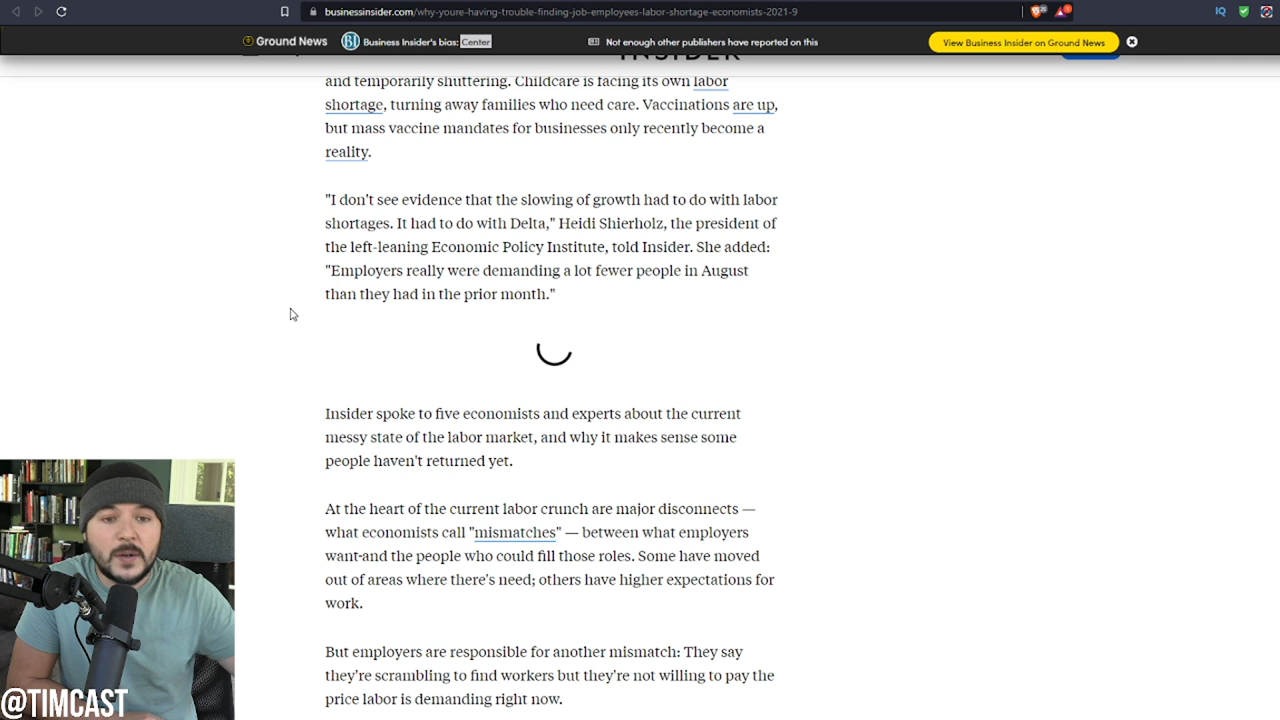 businessinsider.com/why-youre-having-trouble-finding-job-employees-labor-shortage-economists-2021-9
IQ
Ground News
BI
Business Insider's bias: Center
Not enough other publishers have reported on this
View Business Insider on Ground News
INSIDER
and temporarily shuttering. Childcare is facing its own labor
shortage, turning away families who need care. Vaccinations are up,
but mass vaccine mandates for businesses only recently become a
reality.
"I don't see evidence that the slowing of growth had to do with labor
shortages. It had to do with Delta," Heidi Shierholz, the president of
the left-leaning Economic Policy Institute, told Insider. She added:
"Employers really were demanding a lot fewer people in August
than they had in the prior month."
Insider spoke to five economists and experts about the current
messy state of the labor market, and why it makes sense some
people haven't returned yet.
At the heart of the current labor crunch are major disconnects —
what economists call "mismatches" — between what employers
want-and the people who could fill those roles. Some have moved
out of areas where there's need; others have higher expectations for
work.
But employers are responsible for another mismatch: They say
they're scrambling to find workers but they're not willing to pay the
price labor is demanding right now.
@TIMCAST